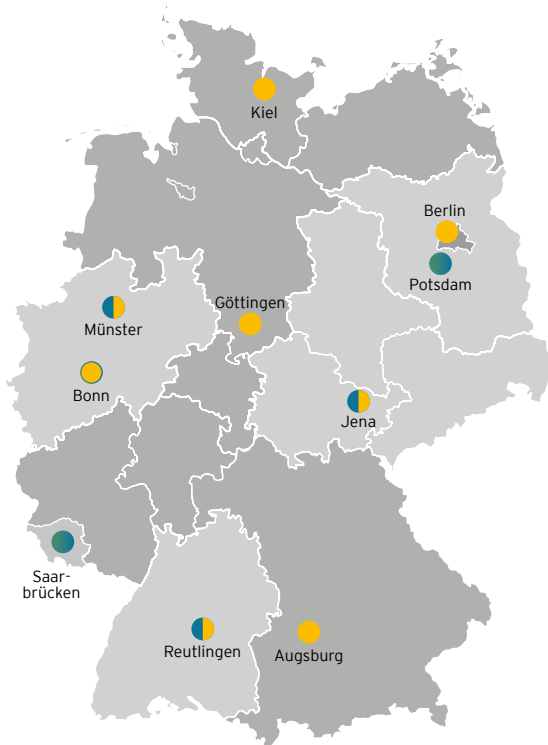 Kiel
Berlin
Potsdam
Göttingen
Münster
Bonn
Jena
Saar-
brücken
Reutlingen
Augsburg